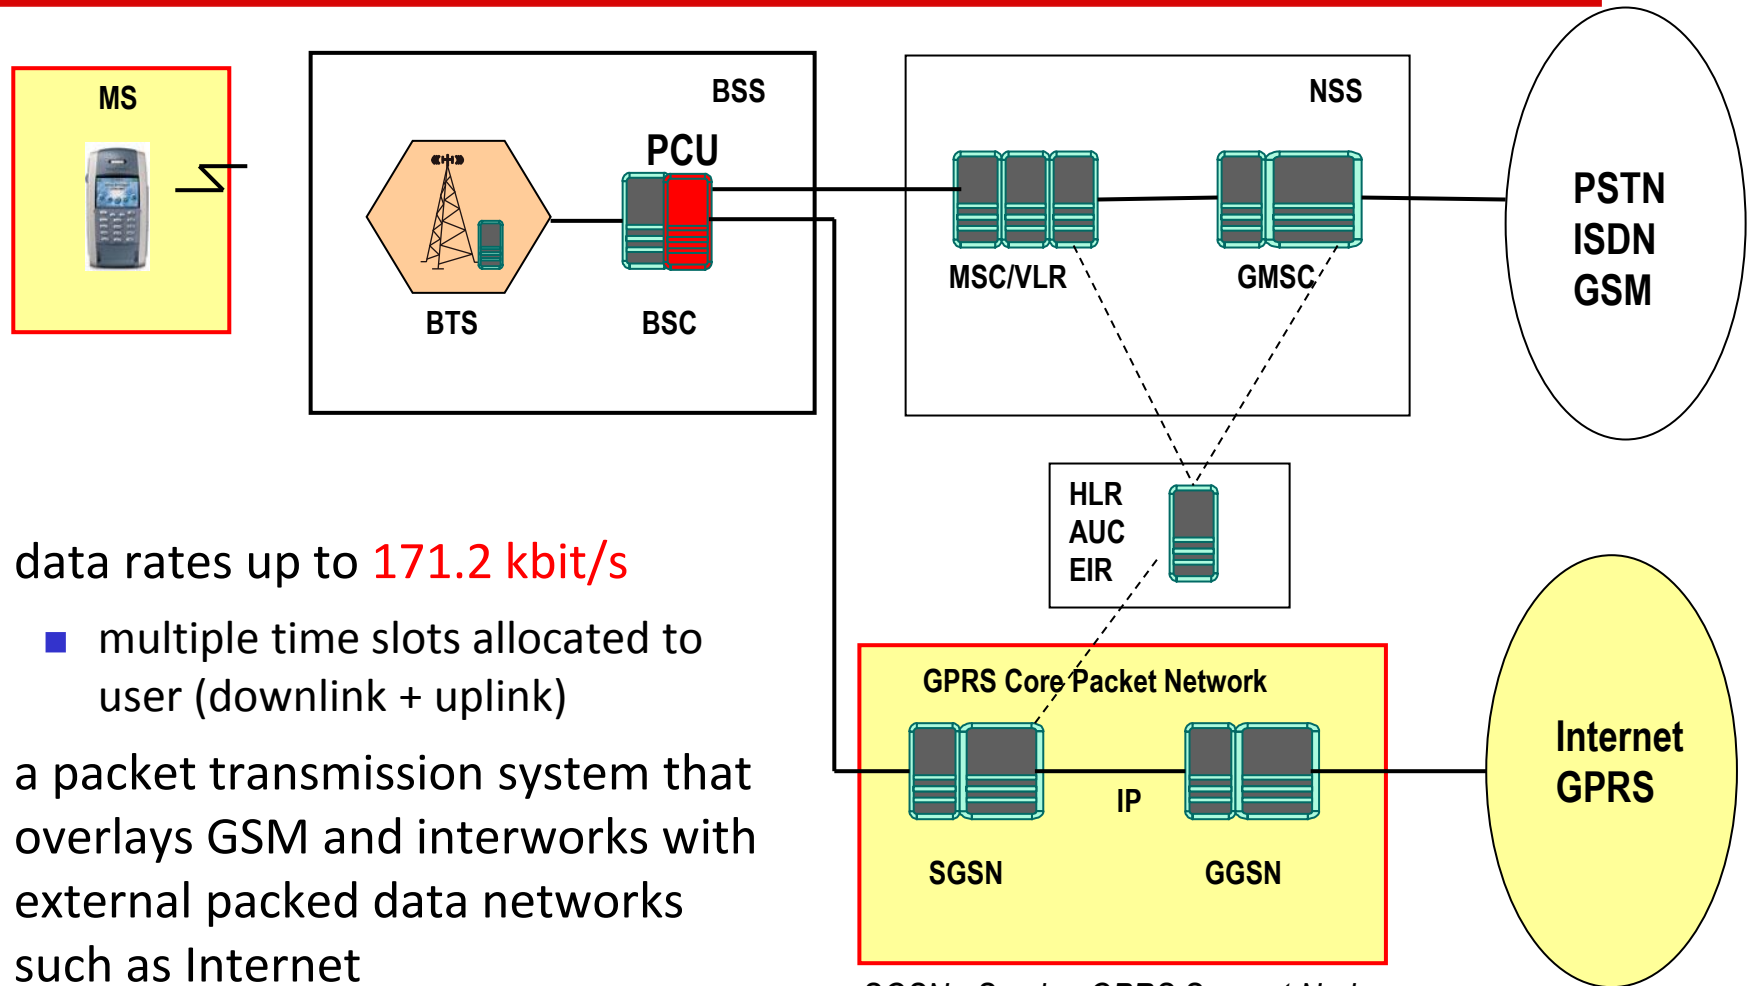 MS
BSS
PCU
BTS
BSC
NSS
MSC/VLR
GMSC
PSTN
ISDN
GSM
HLR
AUC
EIR
data rates up to 171.2 kbit/s
multiple time slots allocated to
user (downlink + uplink)
a packet transmission system that
overlays GSM and interworks with
external packed data networks
such as Internet
GPRS Core Packet Network
IP
SGSN
GGSN
Internet
GPRS